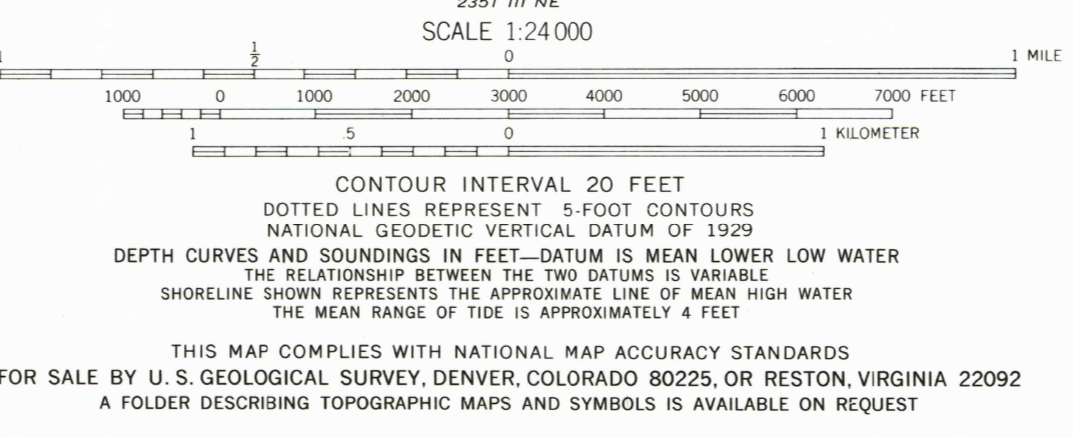 2351 III NE
SCALE 1:24 000
1 1/2 0 1 MILE
1000 0 1000 2000 3000 4000 5000 6000 7000 FEET
1 .5 0 1 KILOMETER
CONTOUR INTERVAL 20 FEET
DOTTED LINES REPRESENT 5-FOOT CONTOURS
NATIONAL GEODETIC VERTICAL DATUM OF 1929
DEPTH CURVES AND SOUNDINGS IN FEET—DATUM IS MEAN LOWER LOW WATER
THE RELATIONSHIP BETWEEN THE TWO DATUMS IS VARIABLE
SHORELINE SHOWN REPRESENTS THE APPROXIMATE LINE OF MEAN HIGH WATER
THE MEAN RANGE OF TIDE IS APPROXIMATELY 4 FEET
THIS MAP COMPLIES WITH NATIONAL MAP ACCURACY STANDARDS
FOR SALE BY U. S. GEOLOGICAL SURVEY, DENVER, COLORADO 80225, OR RESTON, VIRGINIA 22092
A FOLDER DESCRIBING TOPOGRAPHIC MAPS AND SYMBOLS IS AVAILABLE ON REQUEST